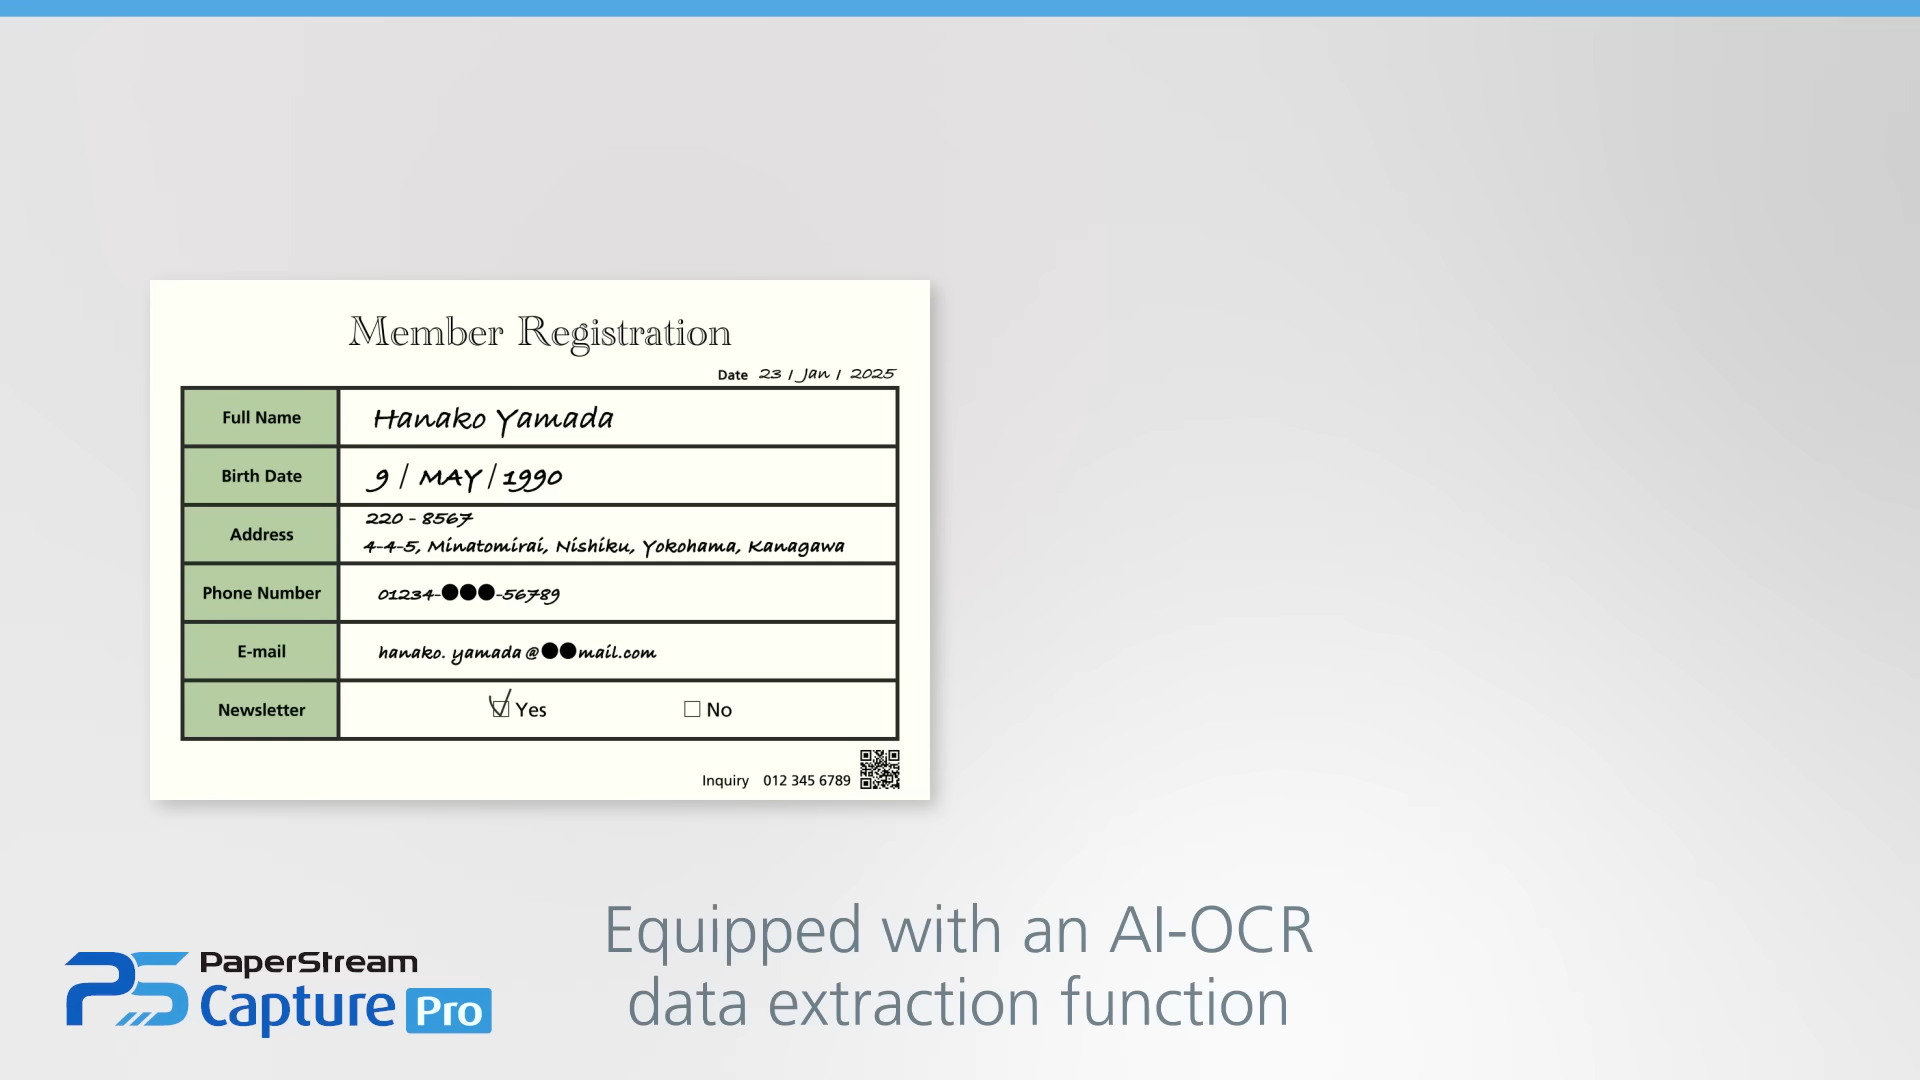 Member Registration
Date 23 / Jan / 2025
Full Name Hanako Yamada
Birth Date 9 / MAY / 1990
Address 220 - 8567
4-4-5, Minatomirai, Nishiku, Yokohama, Kanagawa
Phone Number 01234-●●●-56789
E-mail hanako. yamada @●●mail.com
Newsletter Yes No
Inquiry 012 345 6789
Equipped with an AI-OCR
data extraction function
PS PaperStream
Capture Pro